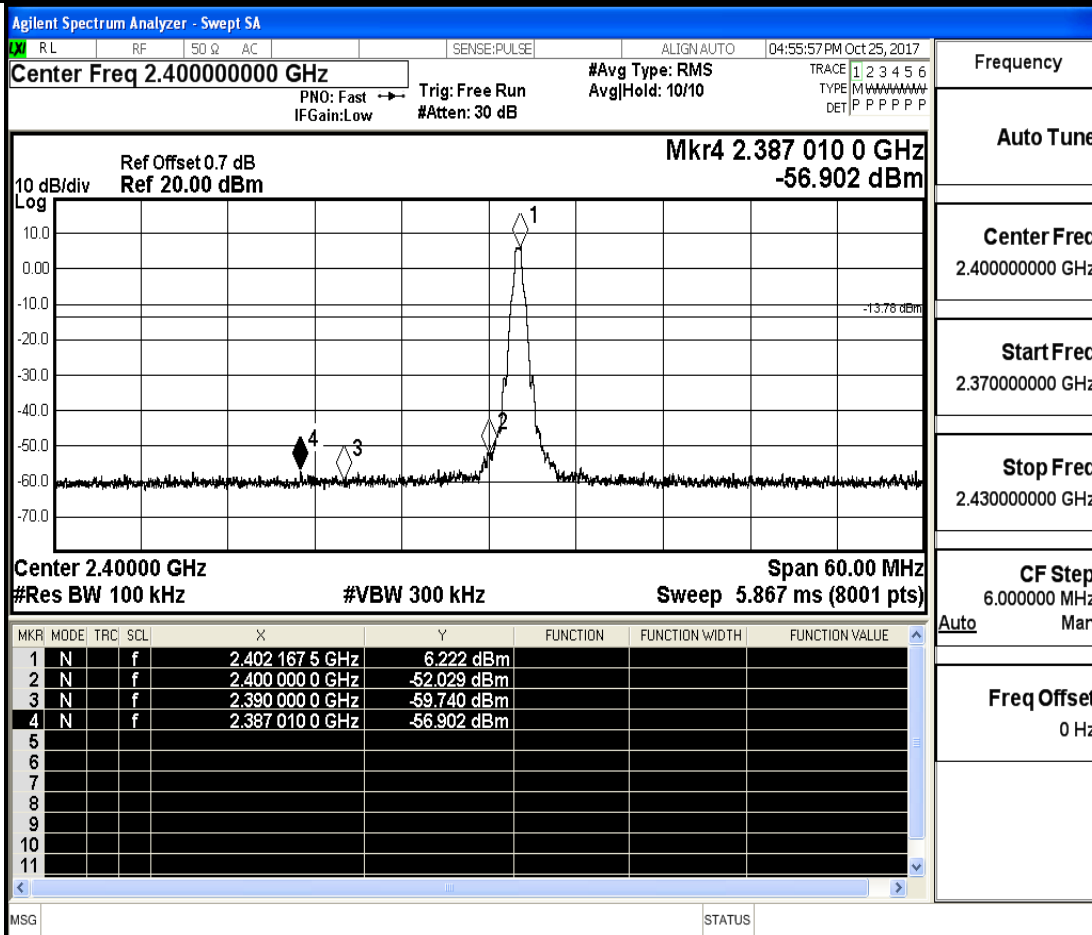 Agilent Spectrum Analyzer - Swept SA
LXI RL RF 50 Ω AC SENSE:PULSE ALIGN AUTO 04:55:57 PM Oct 25, 2017
Center Freq 2.400000000 GHz
PNO: Fast
IFGain:Low
Trig: Free Run
#Atten: 30 dB
#Avg Type: RMS
Avg|Hold: 10/10
TRACE 1 2 3 4 5 6
TYPE M
DET P P P P P P
Mkr4 2.387 010 0 GHz
-56.902 dBm
Ref Offset 0.7 dB
10 dB/div Ref 20.00 dBm
Log
10.0
0.00
-10.0
-20.0
-30.0
-40.0
-50.0
-60.0
-70.0
1
-13.78 dBm
2
4
3
Center 2.40000 GHz Span 60.00 MHz
#Res BW 100 kHz #VBW 300 kHz Sweep 5.867 ms (8001 pts)
MKR MODE TRC SCL X Y FUNCTION FUNCTION WIDTH FUNCTION VALUE
1 N f 2.402 167 5 GHz 6.222 dBm
2 N f 2.400 000 0 GHz -52.029 dBm
3 N f 2.390 000 0 GHz -59.740 dBm
4 N f 2.387 010 0 GHz -56.902 dBm
5
6
7
8
9
10
11
MSG STATUS
Frequency
Auto Tune
Center Freq
2.400000000 GHz
Start Freq
2.370000000 GHz
Stop Freq
2.430000000 GHz
CF Step
6.000000 MHz
Auto Man
Freq Offset
0 Hz